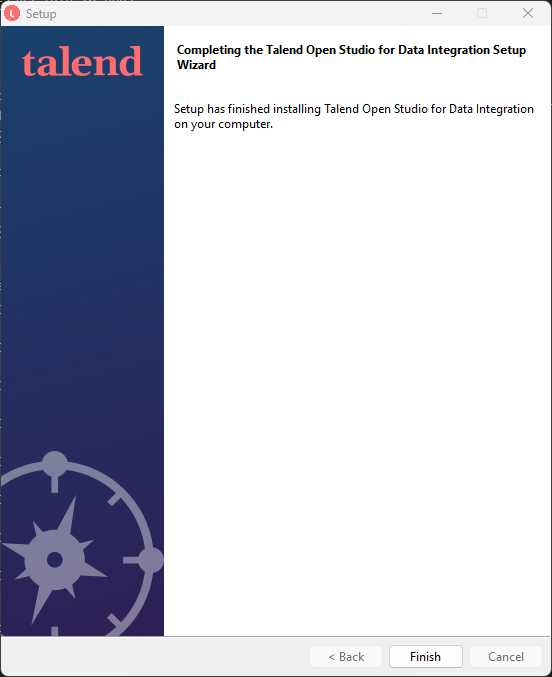 Setup
talend
Completing the Talend Open Studio for Data Integration Setup
Wizard
Setup has finished installing Talend Open Studio for Data Integration
on your computer.
< Back
Finish
Cancel